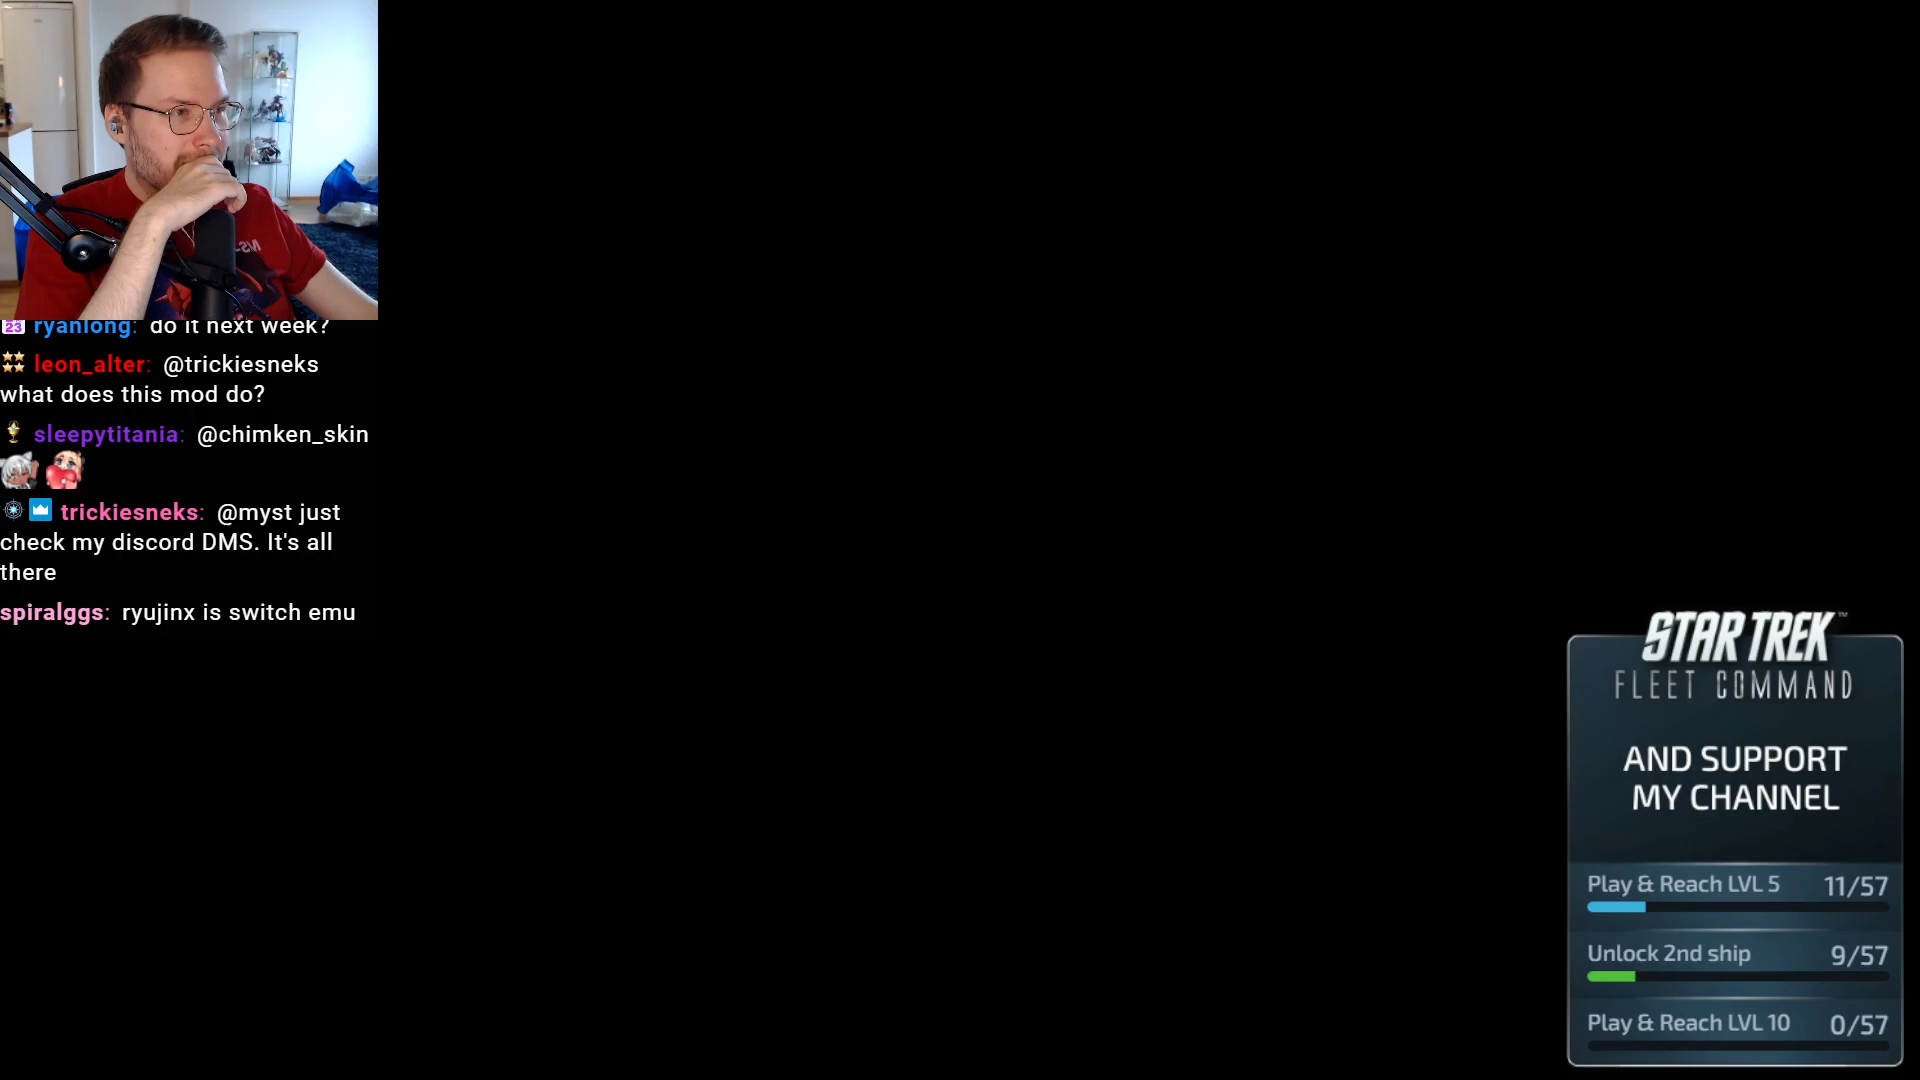 23 ryanlong: do it next week?
leon_alter: @trickiesneks
what does this mod do?
sleepytitania: @chimken_skin
trickiesneks: @myst just
check my discord DMS. It's all
there
spiralggs: ryujinx is switch emu
STAR TREK™
FLEET COMMAND
AND SUPPORT
MY CHANNEL
Play & Reach LVL 5 11/57
Unlock 2nd ship 9/57
Play & Reach LVL 10 0/57